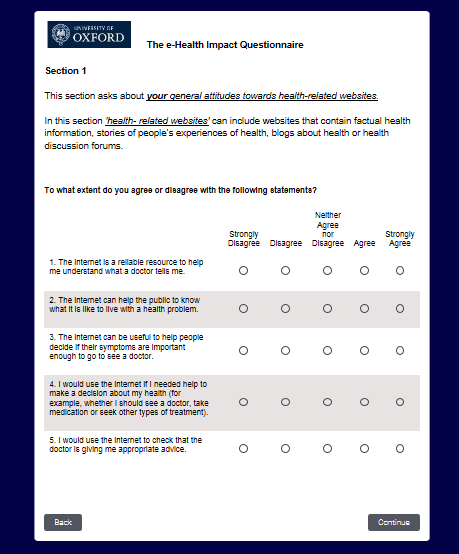 UNIVERSITY OF
OXFORD
The e-Health Impact Questionnaire
Section 1
This section asks about your general attitudes towards health-related websites.
In this section 'health- related websites' can include websites that contain factual health
information, stories of people's experiences of health, blogs about health or health
discussion forums.
To what extent do you agree or disagree with the following statements?
Strongly Disagree
Disagree
Neither Agree nor Disagree
Agree
Strongly Agree
1. The Internet is a reliable resource to help
me understand what a doctor tells me.
2. The Internet can help the public to know
what it is like to live with a health problem.
3. The Internet can be useful to help people
decide if their symptoms are important
enough to go to see a doctor.
4. I would use the Internet if I needed help to
make a decision about my health (for
example, whether I should see a doctor, take
medication or seek other types of treatment).
5. I would use the Internet to check that the
doctor is giving me appropriate advice.
Back
Continue